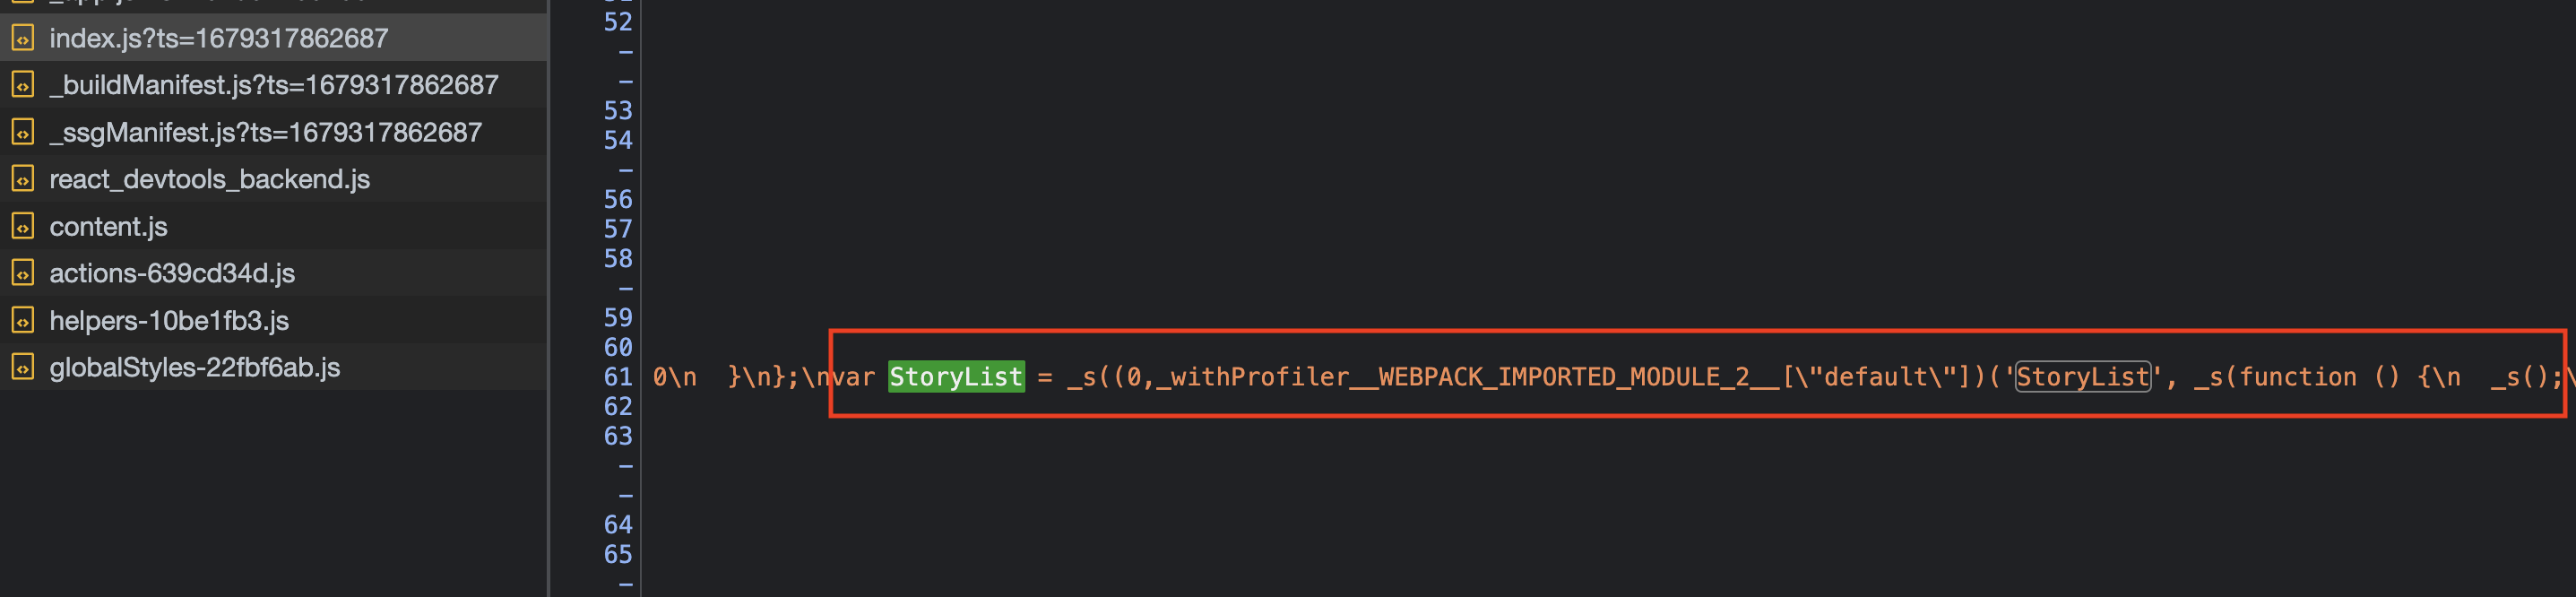 index.js?ts=1679317862687
_buildManifest.js?ts=1679317862687
_ssgManifest.js?ts=1679317862687
react_devtools_backend.js
content.js
actions-639cd34d.js
helpers-10be1fb3.js
globalStyles-22fbf6ab.js
52
–
–
53
54
–
56
57
58
–
59
60
61 0\n  }\n};\nvar StoryList = _s((0,_withProfiler__WEBPACK_IMPORTED_MODULE_2__[\"default\"])('StoryList', _s(function () {\n  _s();\
62
63
–
–
64
65
–